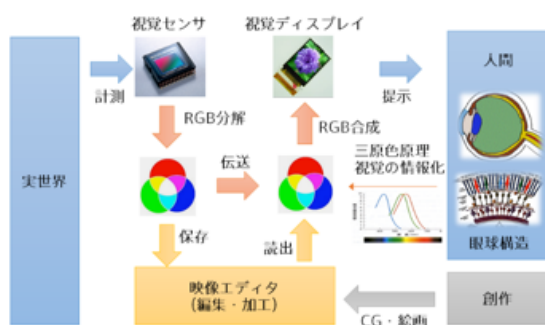 視覚センサ
視覚ディスプレイ
人間
計測
提示
RGB分解
RGB合成
実世界
伝送
三原色原理
視覚の情報化
保存
読出
眼球構造
映像エディタ
(編集・加工)
創作
CG・絵画